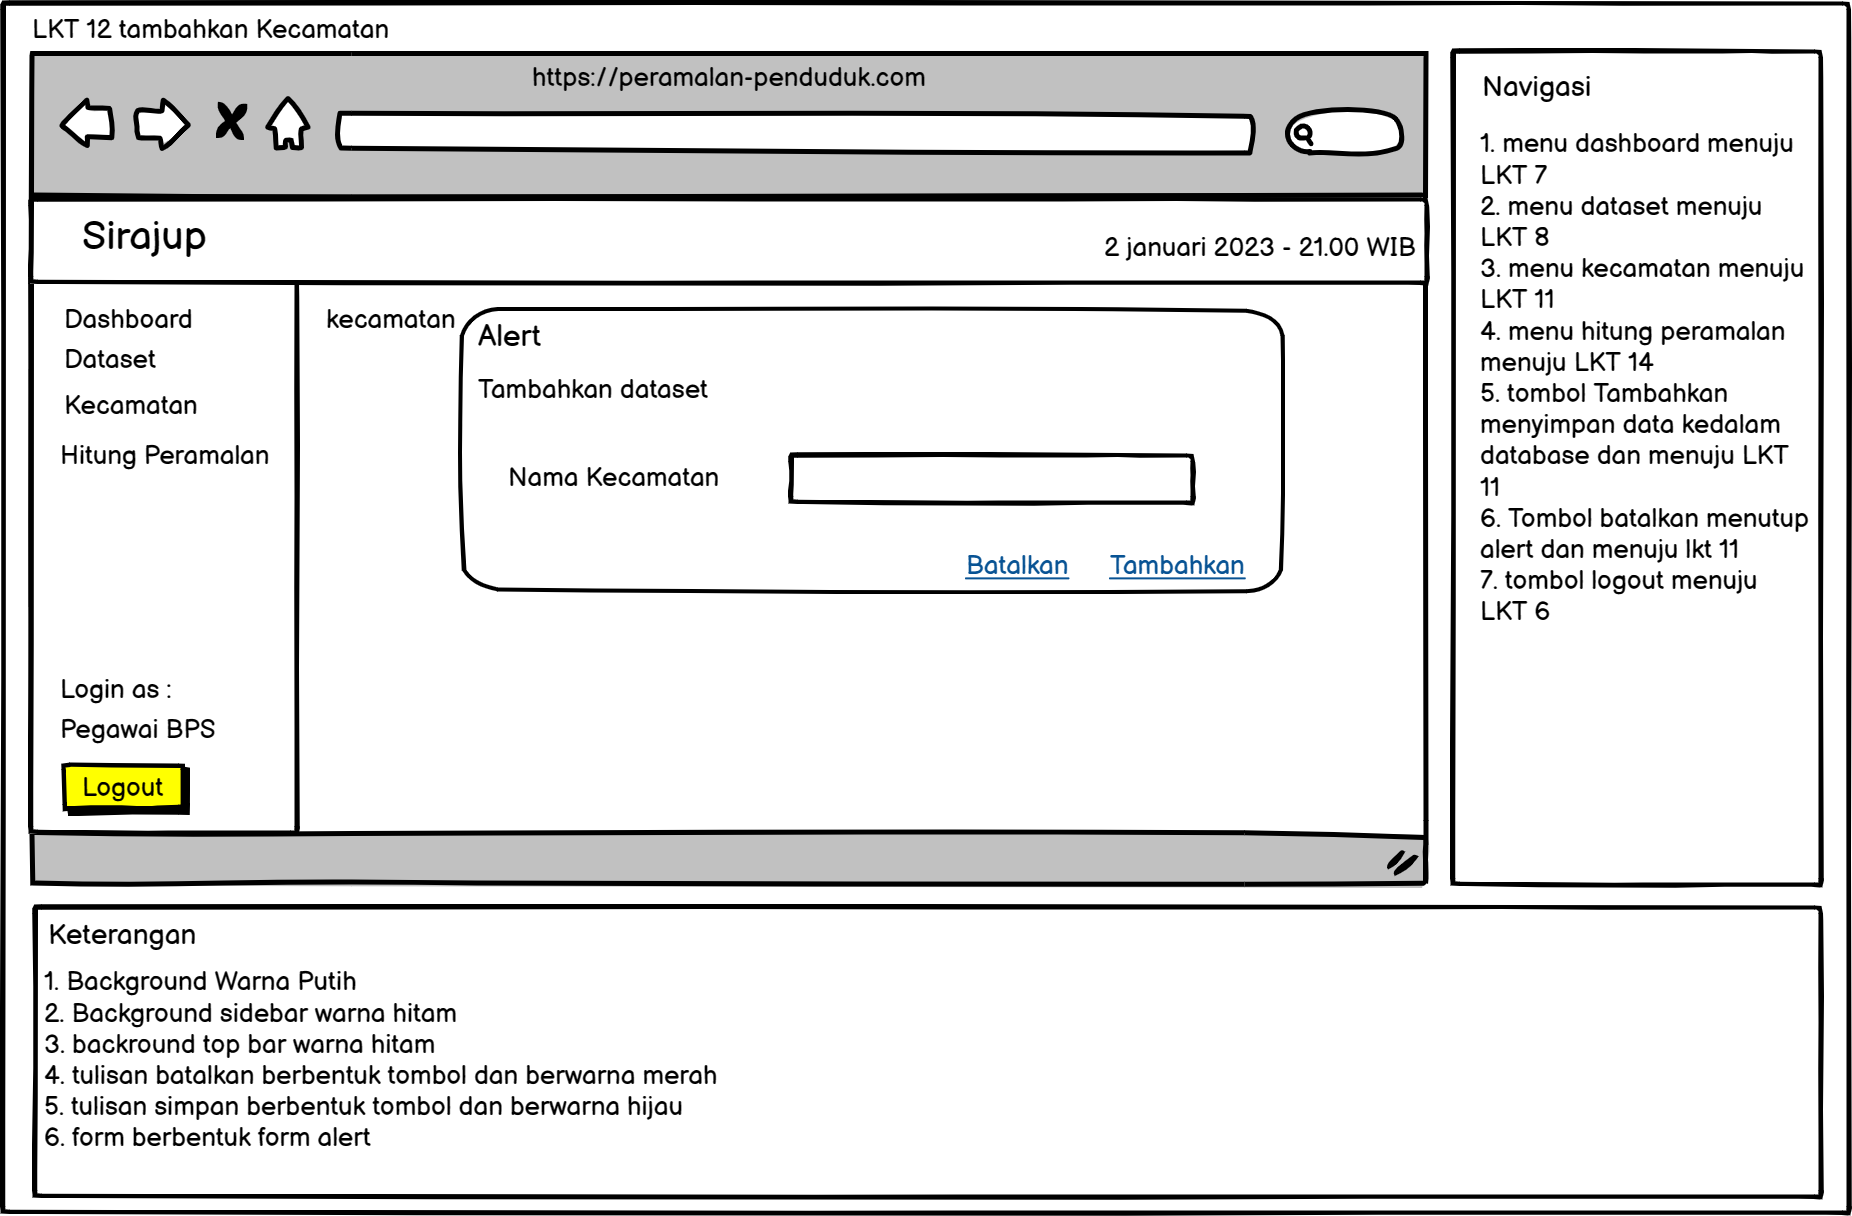 LKT 12 tambahkan Kecamatan
https://peramalan-penduduk.com
Sirajup
2 januari 2023 - 21.00 WIB
Dashboard
Dataset
Kecamatan
Hitung Peramalan
Login as :
Pegawai BPS
Logout
kecamatan
Alert
Tambahkan dataset
Nama Kecamatan
Batalkan Tambahkan
Navigasi
1. menu dashboard menuju
LKT 7
2. menu dataset menuju
LKT 8
3. menu kecamatan menuju
LKT 11
4. menu hitung peramalan
menuju LKT 14
5. tombol Tambahkan
menyimpan data kedalam
database dan menuju LKT
11
6. Tombol batalkan menutup
alert dan menuju lkt 11
7. tombol logout menuju
LKT 6
Keterangan
1. Background Warna Putih
2. Background sidebar warna hitam
3. backround top bar warna hitam
4. tulisan batalkan berbentuk tombol dan berwarna merah
5. tulisan simpan berbentuk tombol dan berwarna hijau
6. form berbentuk form alert